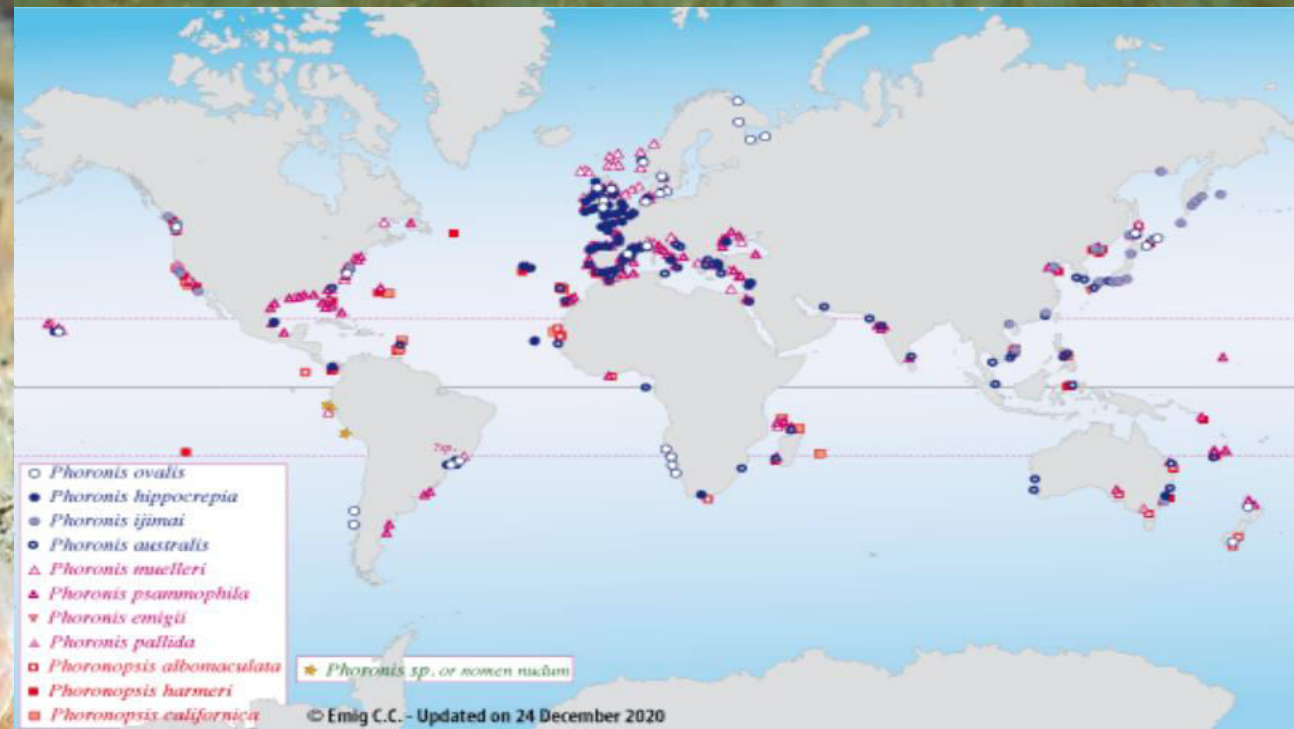 Phoronis ovalis
Phoronis hippocrepia
Phoronis ijimai
Phoronis australis
Phoronis muelleri
Phoronis psammophila
Phoronis emigii
Phoronis pallida
Phoronopsis albomaculata
Phoronopsis harmeri
Phoronopsis californica
Phoronis sp. or nomen nudum
© Emig C.C. - Updated on 24 December 2020